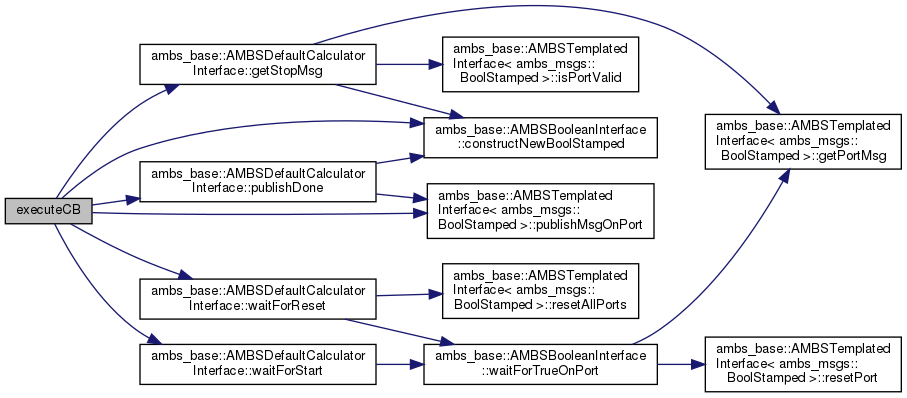 executeCB
ambs_base::AMBSDefaultCalculator
Interface::getStopMsg
ambs_base::AMBSTemplated
Interface< ambs_msgs::
BoolStamped >::isPortValid
ambs_base::AMBSBooleanInterface
::constructNewBoolStamped
ambs_base::AMBSTemplated
Interface< ambs_msgs::
BoolStamped >::getPortMsg
ambs_base::AMBSDefaultCalculator
Interface::publishDone
ambs_base::AMBSTemplated
Interface< ambs_msgs::
BoolStamped >::publishMsgOnPort
ambs_base::AMBSDefaultCalculator
Interface::waitForReset
ambs_base::AMBSTemplated
Interface< ambs_msgs::
BoolStamped >::resetAllPorts
ambs_base::AMBSDefaultCalculator
Interface::waitForStart
ambs_base::AMBSBooleanInterface
::waitForTrueOnPort
ambs_base::AMBSTemplated
Interface< ambs_msgs::
BoolStamped >::resetPort